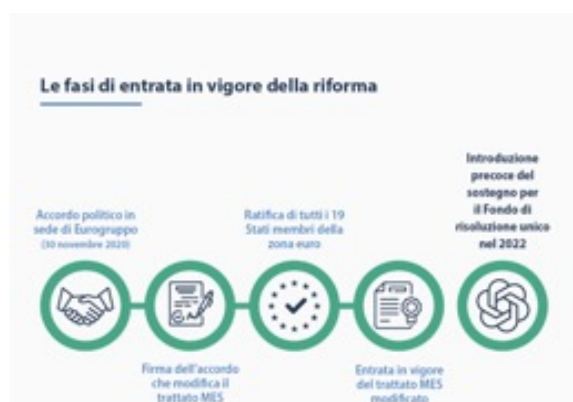 Le fasi di entrata in vigore della riforma
Introduzione
precoce del
sostegno per
il Fondo di
risoluzione unico
nel 2022
Accordo politico in
sede di Eurogruppo
(30 novembre 2020)
Ratifica di tutti i 19
Stati membri della
zona euro
Firma dell'accordo
che modifica il
trattato MES
Entrata in vigore
del trattato MES
modificato